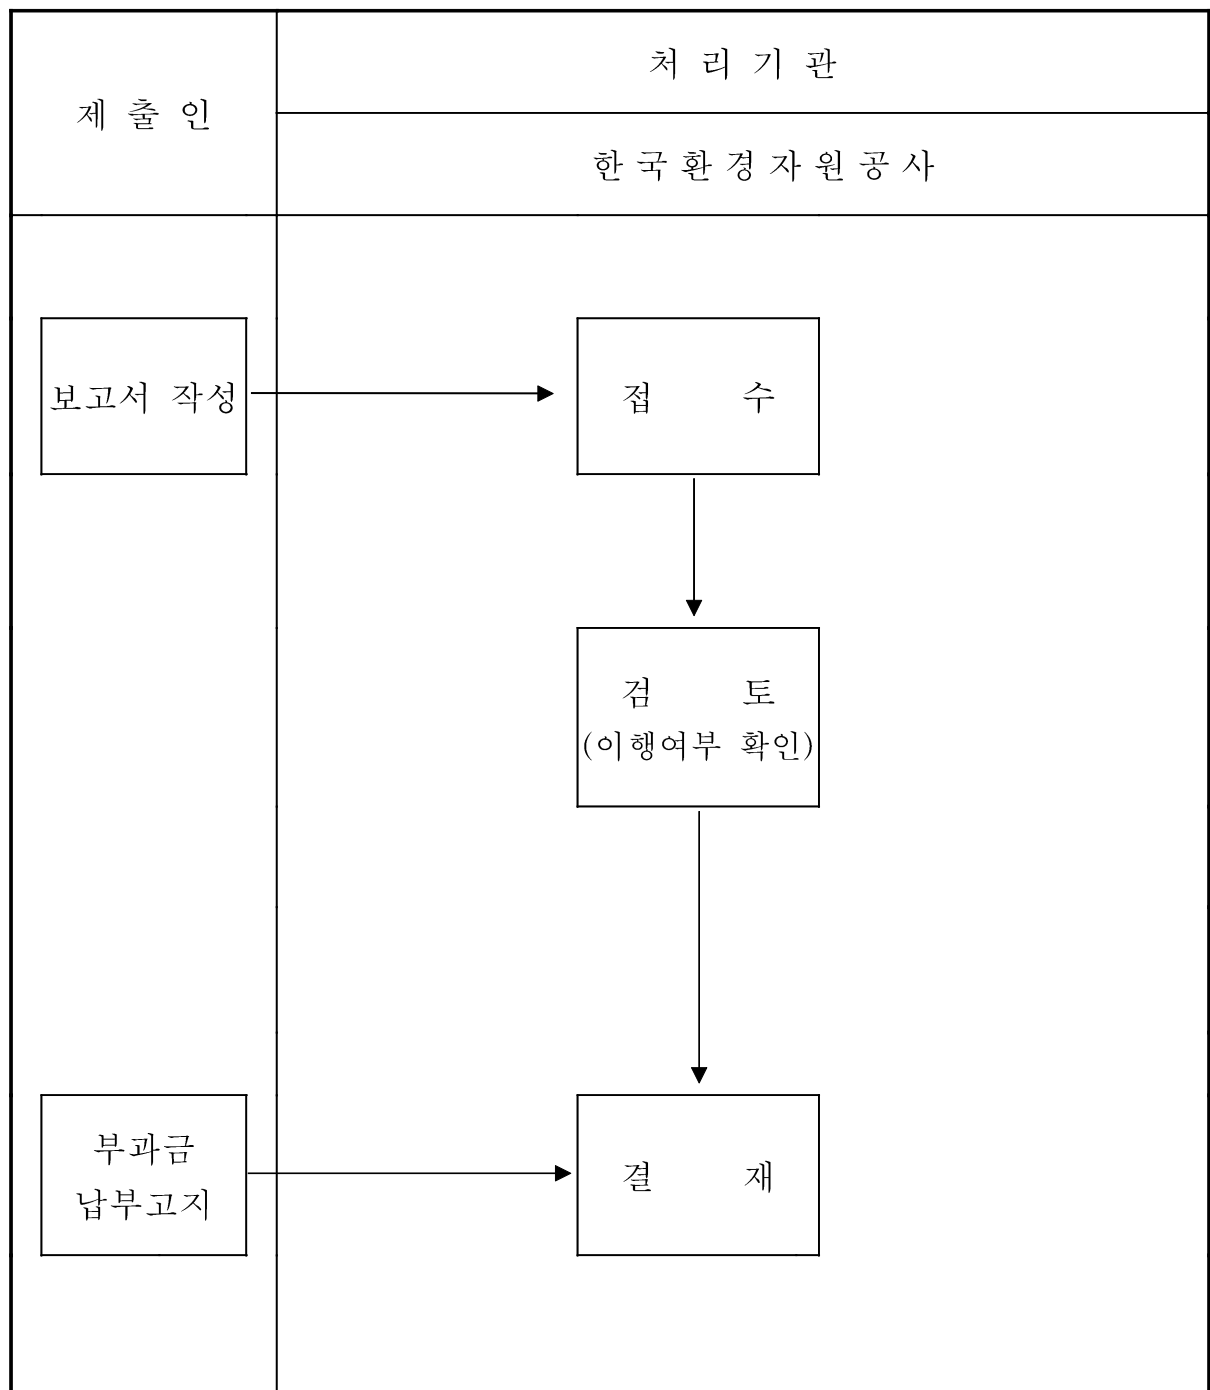 제 출 인
처 리 기 관
한 국 환 경 자 원 공 사
보고서 작성
접 수
검 토
(이행여부 확인)
부과금
납부고지
결 재